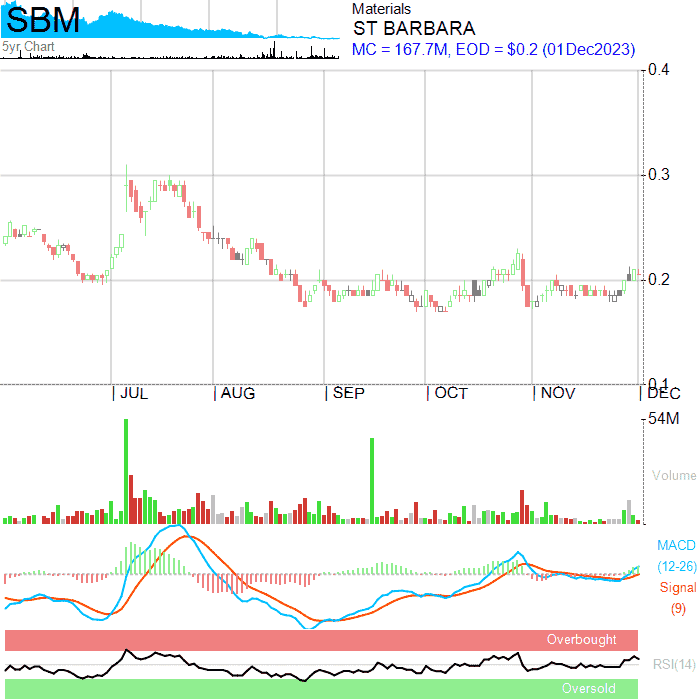 SBM
5yr. Chart
Materials
ST BARBARA
MC = 167.7M, EOD = $0.2 (01Dec2023)
0.4
0.3
0.2
0.1
JUL
AUG
SEP
OCT
NOV
DEC
54M
Volume
MACD
(12-26)
Signal
(9)
Overbought
RSI(14)
Oversold